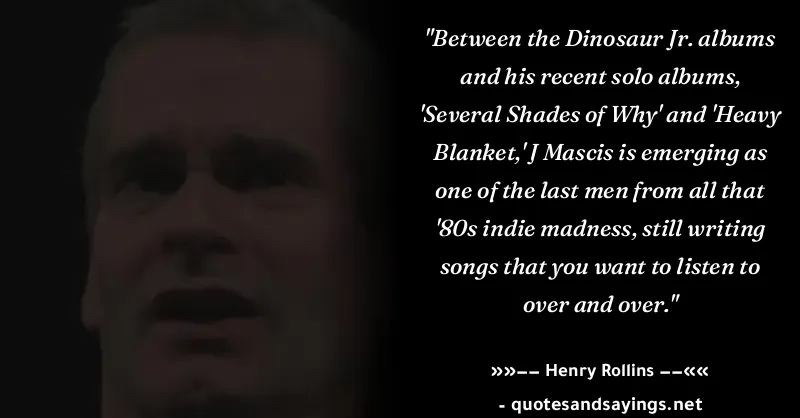 "Between the Dinosaur Jr. albums
and his recent solo albums,
'Several Shades of Why' and 'Heavy
Blanket,' J Mascis is emerging as
one of the last men from all that
'80s indie madness, still writing
songs that you want to listen to
over and over."
»»−− Henry Rollins −−««
- quotesandsayings.net